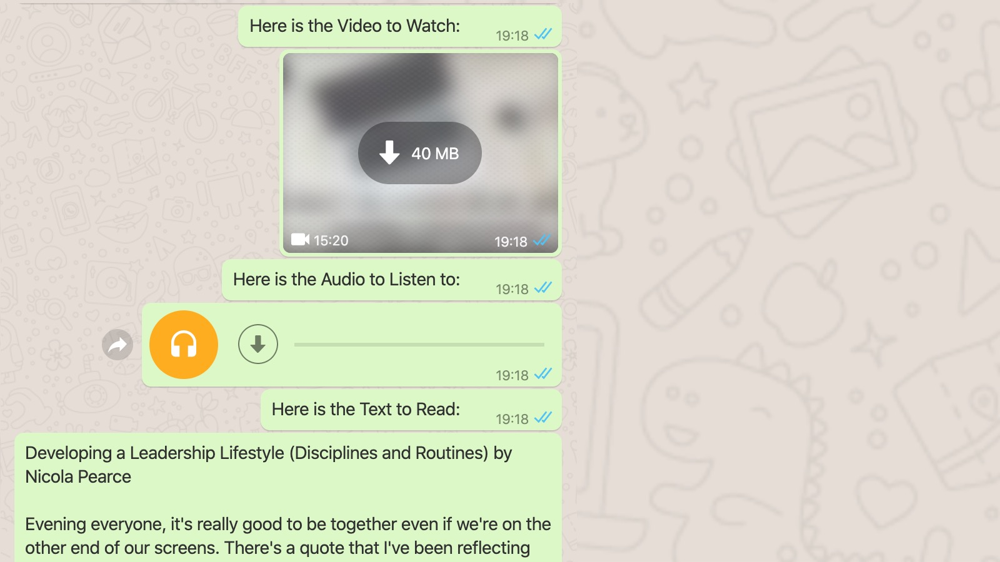 Here is the Video to Watch:
19:18
40 MB
15:20
19:18
Here is the Audio to Listen to:
19:18
19:18
Here is the Text to Read:
19:18
Developing a Leadership Lifestyle (Disciplines and Routines) by
Nicola Pearce
Evening everyone, it's really good to be together even if we're on the
other end of our screens. There's a quote that I've been reflecting